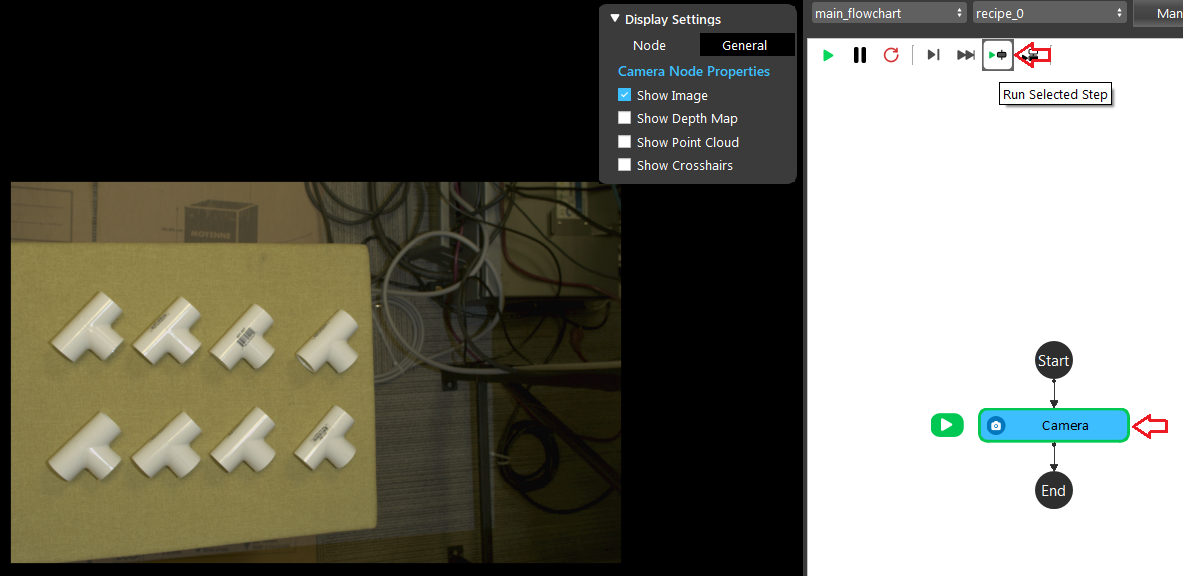 Display Settings
Node
General
Camera Node Properties
Show Image
Show Depth Map
Show Point Cloud
Show Crosshairs
main_flowchart
recipe_0
Man
Run Selected Step
Start
Camera
End